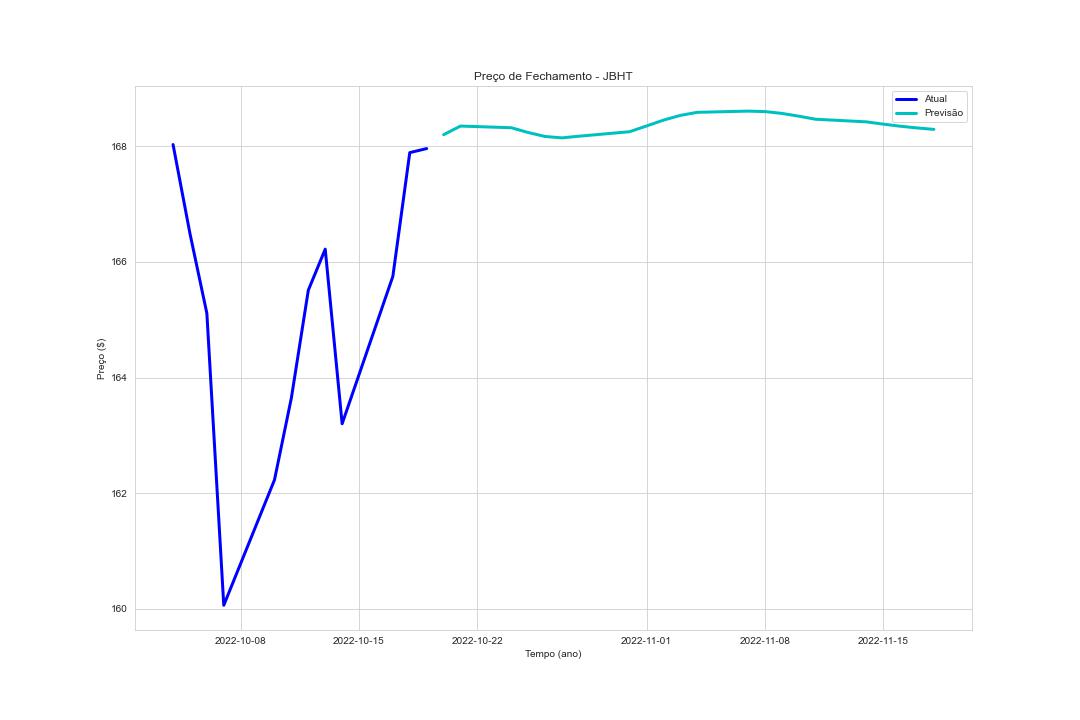 Preço de Fechamento - JBHT
Atual
Previsão
168
166
164
162
160
Preço ($)
2022-10-08 2022-10-15 2022-10-22 2022-11-01 2022-11-08 2022-11-15
Tempo (ano)